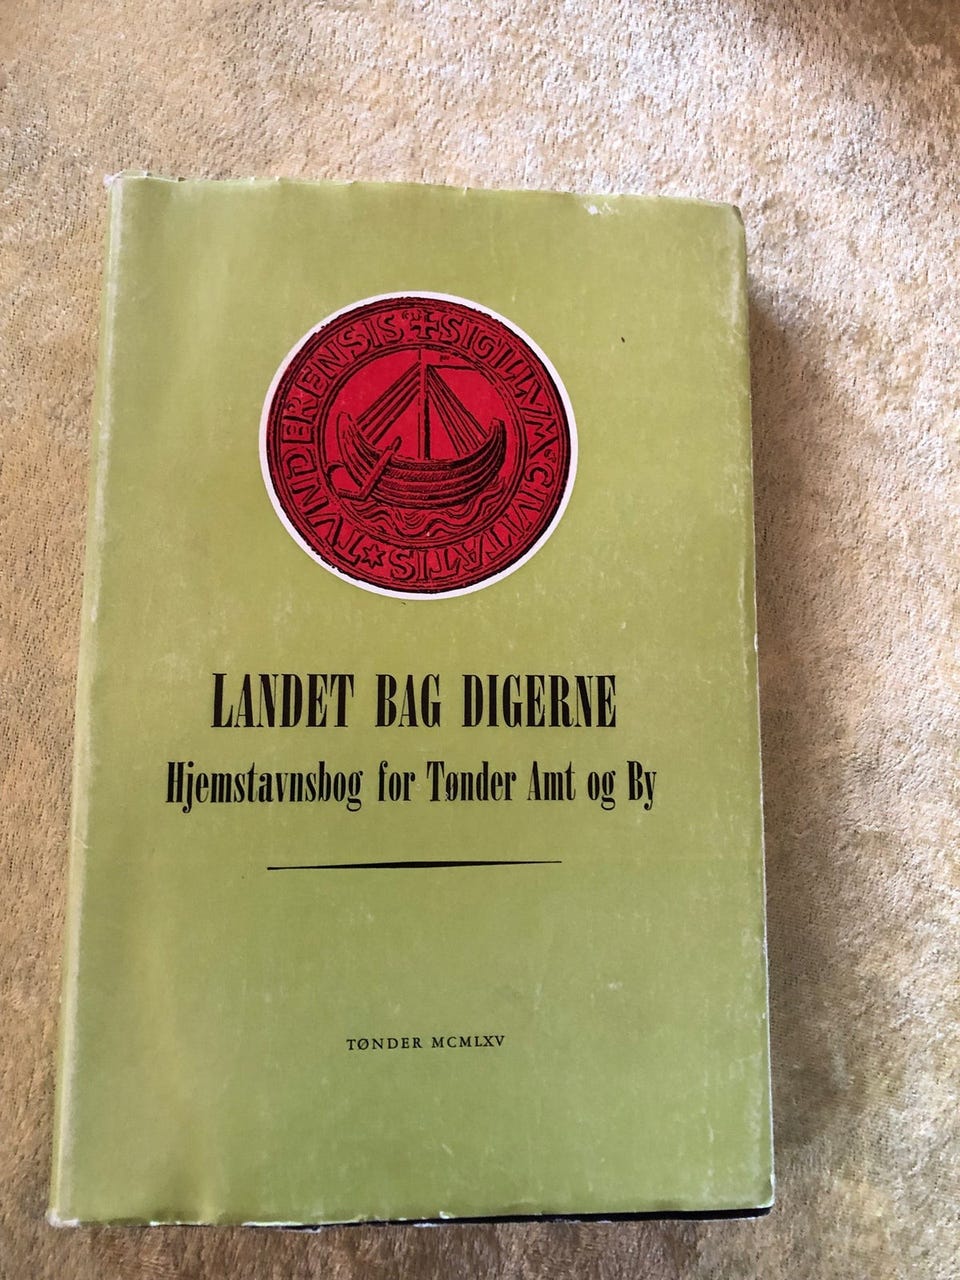 ✠ SIGILLVM CIVITATIS TVNDERENSIS
LANDET BAG DIGERNE
Hjemstavnsbog for Tønder Amt og By
TØNDER MCMLXV